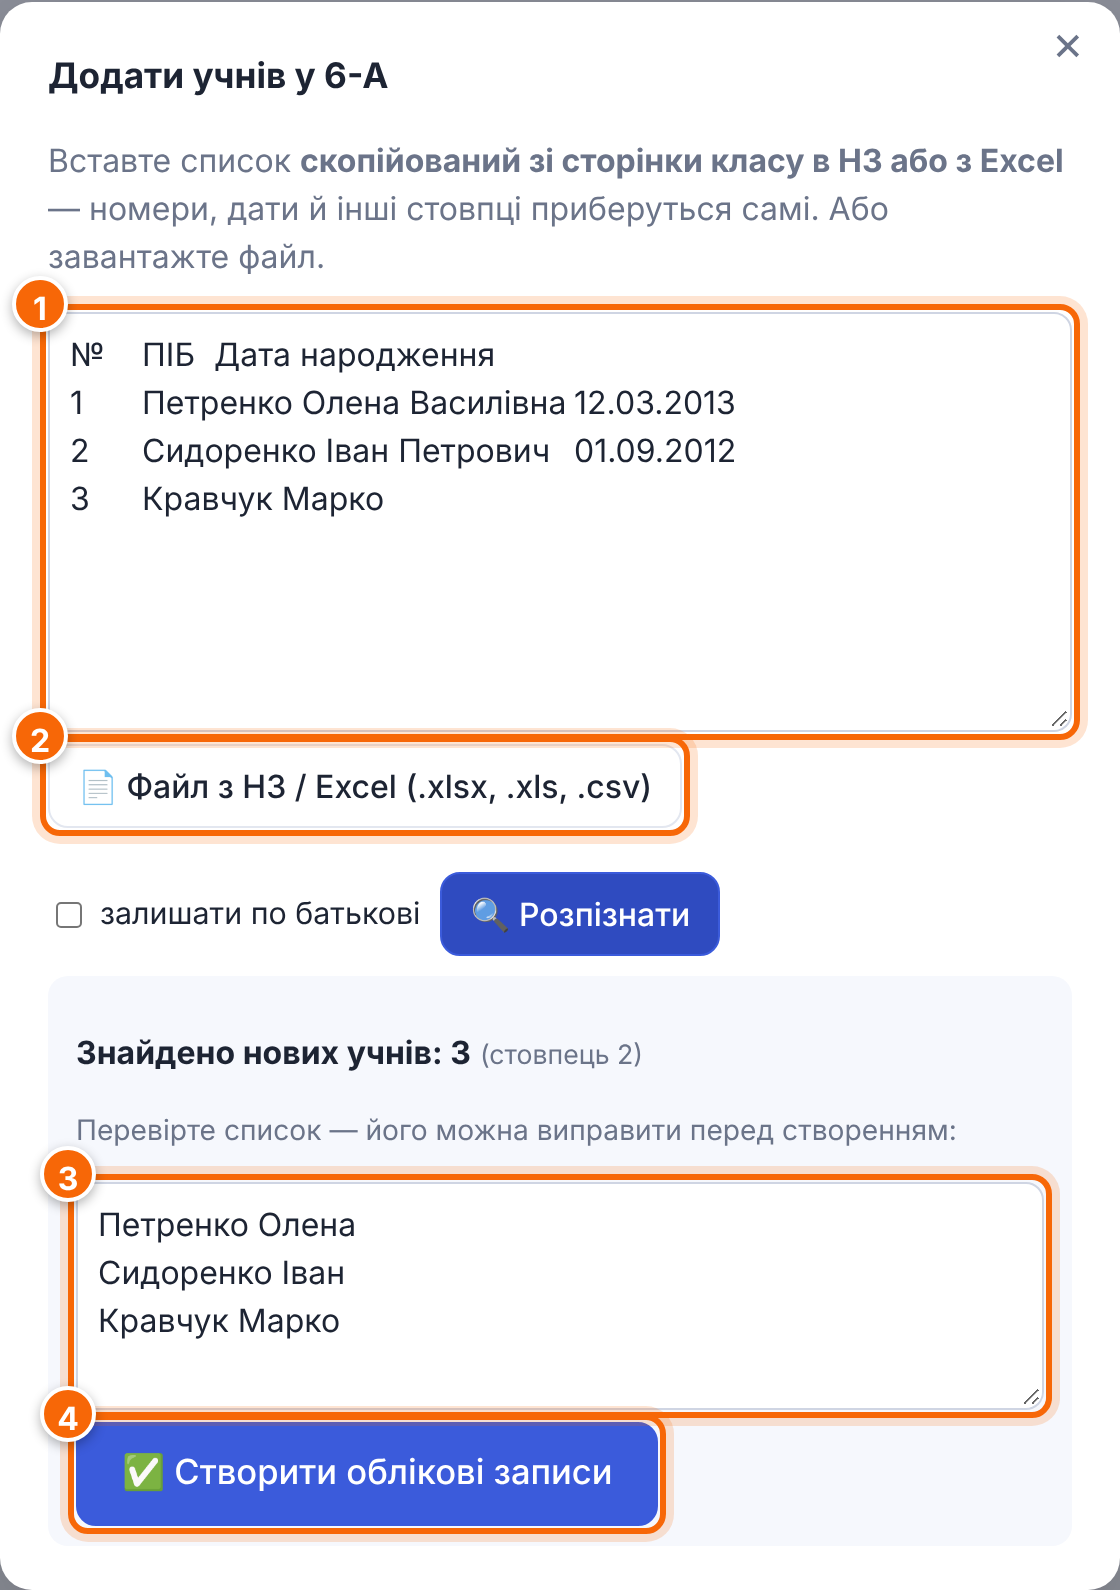 Додати учнів у 6-А
Вставте список скопійований зі сторінки класу в НЗ або з Excel
— номери, дати й інші стовпці приберуться самі. Або
завантажте файл.
1
№ ПІБ Дата народження
1 Петренко Олена Василівна 12.03.2013
2 Сидоренко Іван Петрович 01.09.2012
3 Кравчук Марко
2
Файл з НЗ / Excel (.xlsx, .xls, .csv)
залишати по батькові
Розпізнати
Знайдено нових учнів: 3 (стовпець 2)
Перевірте список — його можна виправити перед створенням:
3
Петренко Олена
Сидоренко Іван
Кравчук Марко
4
Створити облікові записи